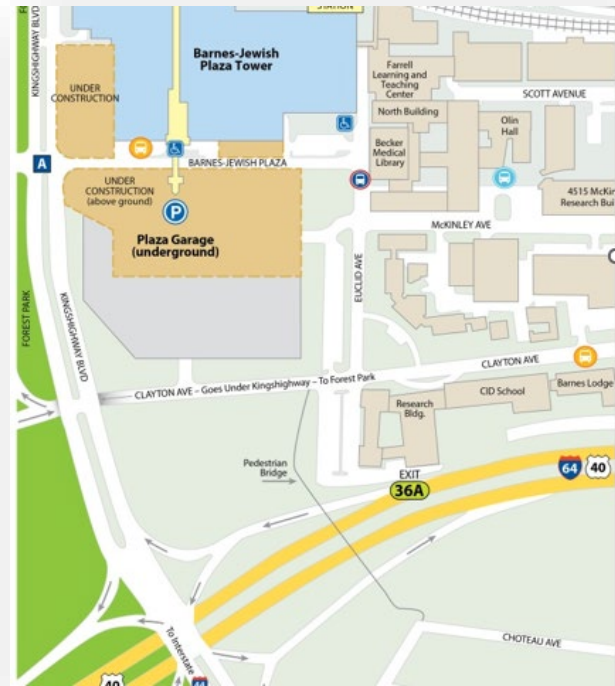 STATION
KINGSHIGHWAY BLVD
Barnes-Jewish
Plaza Tower
UNDER
CONSTRUCTION
Farrell
Learning and
Teaching
Center
SCOTT AVENUE
North Building
Olin
Hall
Becker
Medical
Library
BARNES-JEWISH PLAZA
A
UNDER
CONSTRUCTION
(above ground)
P
Plaza Garage
(underground)
4515 McKin
Research Bui
McKINLEY AVE
EUCLID AVE
FOREST PARK
KINGSHIGHWAY BLVD
CLAYTON AVE
CLAYTON AVE – Goes Under Kingshighway – To Forest Park
Research
Bldg.
CID School
Barnes Lodge
Pedestrian
Bridge
EXIT
36A
64
40
To Interstate
CHOTEAU AVE
40